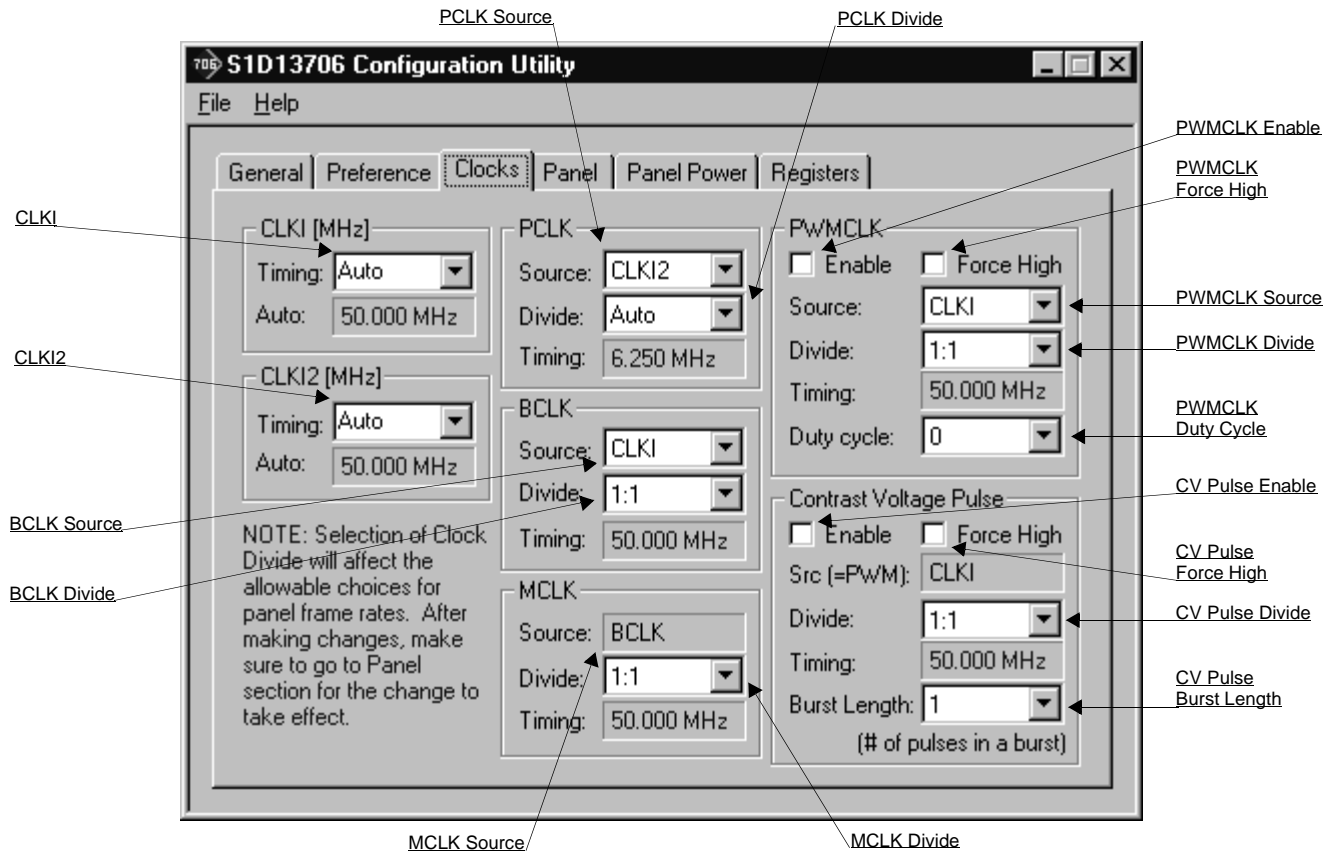 PCLK Source
PCLK Divide
706 S1D13706 Configuration Utility
File Help
PWMCLK Enable
PWMCLK
Force High
General Preference Clocks Panel Panel Power Registers
CLKI
CLKI [MHz]
Timing: Auto
Auto: 50.000 MHz
CLKI2
CLKI2 [MHz]
Timing: Auto
Auto: 50.000 MHz
BCLK Source
BCLK Divide
NOTE: Selection of Clock
Divide will affect the
allowable choices for
panel frame rates. After
making changes, make
sure to go to Panel
section for the change to
take effect.
PCLK
Source: CLKI2
Divide: Auto
Timing: 6.250 MHz
BCLK
Source: CLKI
Divide: 1:1
Timing: 50.000 MHz
MCLK
Source: BCLK
Divide: 1:1
Timing: 50.000 MHz
PWMCLK
Enable Force High
Source: CLKI
Divide: 1:1
Timing: 50.000 MHz
Duty cycle: 0
Contrast Voltage Pulse
Enable Force High
Src (=PWM): CLKI
Divide: 1:1
Timing: 50.000 MHz
Burst Length: 1
(# of pulses in a burst)
PWMCLK Source
PWMCLK Divide
PWMCLK
Duty Cycle
CV Pulse Enable
CV Pulse
Force High
CV Pulse Divide
CV Pulse
Burst Length
MCLK Source
MCLK Divide